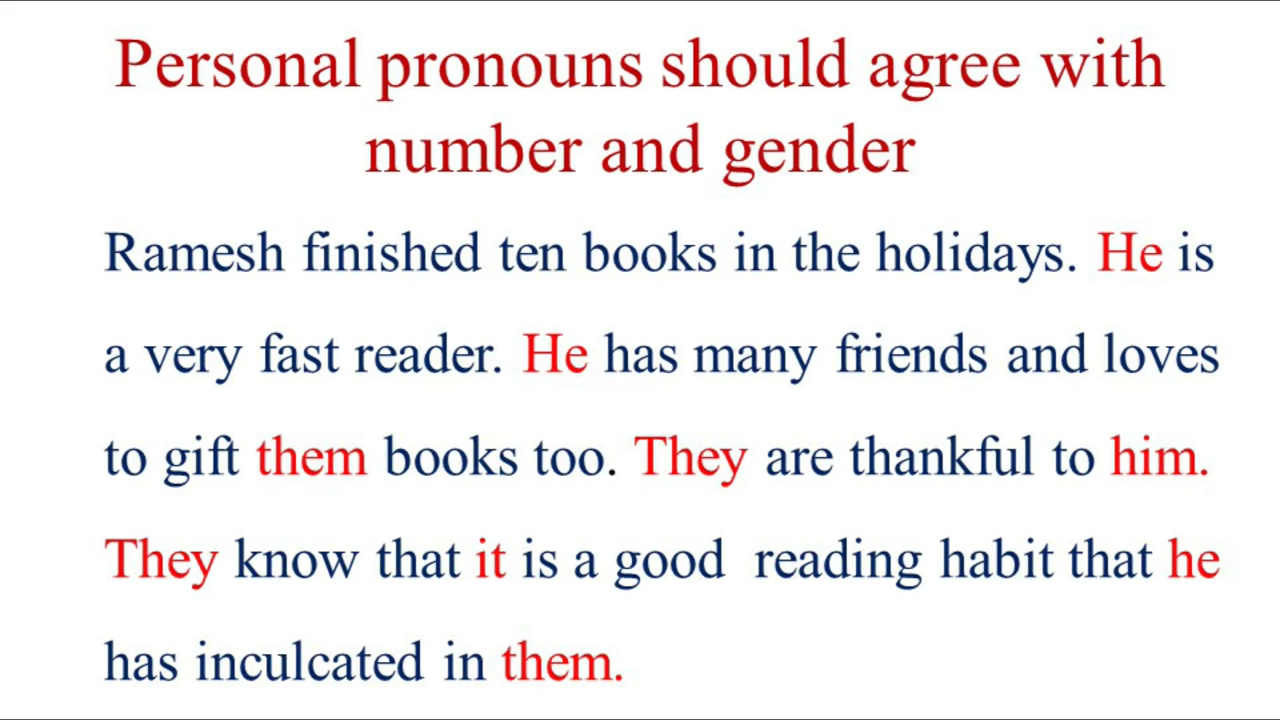 Personal pronouns should agree with
number and gender
Ramesh finished ten books in the holidays. He is
a very fast reader. He has many friends and loves
to gift them books too. They are thankful to him.
They know that it is a good reading habit that he
has inculcated in them.